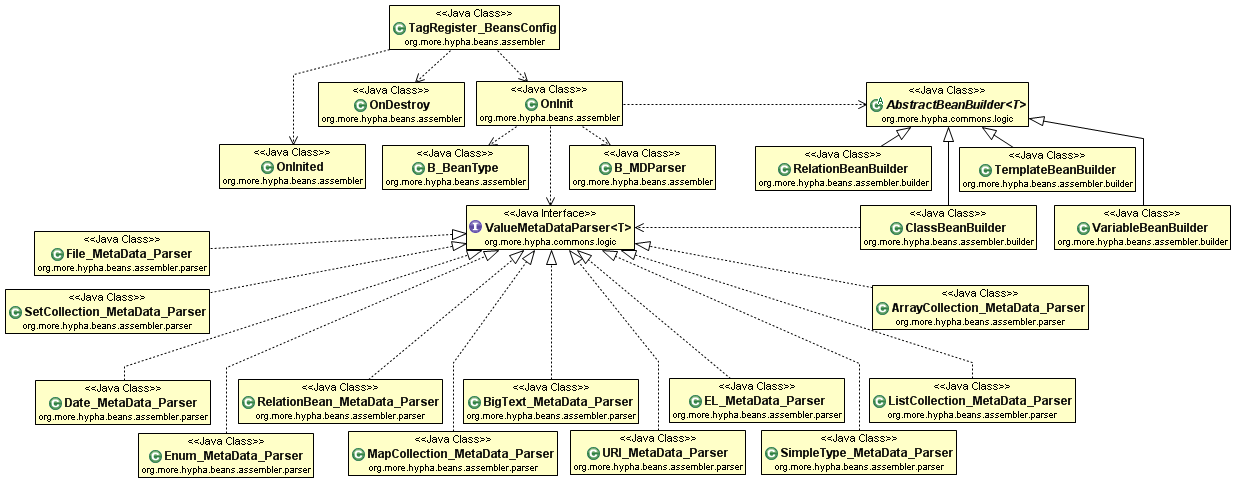 <<Java Class>>
TagRegister_BeansConfig
org.more.hypha.beans.assembler
<<Java Class>>
OnDestroy
org.more.hypha.beans.assembler
<<Java Class>>
OnInit
org.more.hypha.beans.assembler
<<Java Class>>
AbstractBeanBuilder<T>
org.more.hypha.commons.logic
<<Java Class>>
OnInited
org.more.hypha.beans.assembler
<<Java Class>>
B_BeanType
org.more.hypha.beans.assembler
<<Java Class>>
B_MDParser
org.more.hypha.beans.assembler
<<Java Class>>
RelationBeanBuilder
org.more.hypha.beans.assembler.builder
<<Java Class>>
TemplateBeanBuilder
org.more.hypha.beans.assembler.builder
<<Java Interface>>
ValueMetaDataParser<T>
org.more.hypha.commons.logic
<<Java Class>>
ClassBeanBuilder
org.more.hypha.beans.assembler.builder
<<Java Class>>
VariableBeanBuilder
org.more.hypha.beans.assembler.builder
<<Java Class>>
File_MetaData_Parser
org.more.hypha.beans.assembler.parser
<<Java Class>>
SetCollection_MetaData_Parser
org.more.hypha.beans.assembler.parser
<<Java Class>>
ArrayCollection_MetaData_Parser
org.more.hypha.beans.assembler.parser
<<Java Class>>
Date_MetaData_Parser
org.more.hypha.beans.assembler.parser
<<Java Class>>
RelationBean_MetaData_Parser
org.more.hypha.beans.assembler.parser
<<Java Class>>
BigText_MetaData_Parser
org.more.hypha.beans.assembler.parser
<<Java Class>>
EL_MetaData_Parser
org.more.hypha.beans.assembler.parser
<<Java Class>>
ListCollection_MetaData_Parser
org.more.hypha.beans.assembler.parser
<<Java Class>>
Enum_MetaData_Parser
org.more.hypha.beans.assembler.parser
<<Java Class>>
MapCollection_MetaData_Parser
org.more.hypha.beans.assembler.parser
<<Java Class>>
URI_MetaData_Parser
org.more.hypha.beans.assembler.parser
<<Java Class>>
SimpleType_MetaData_Parser
org.more.hypha.beans.assembler.parser